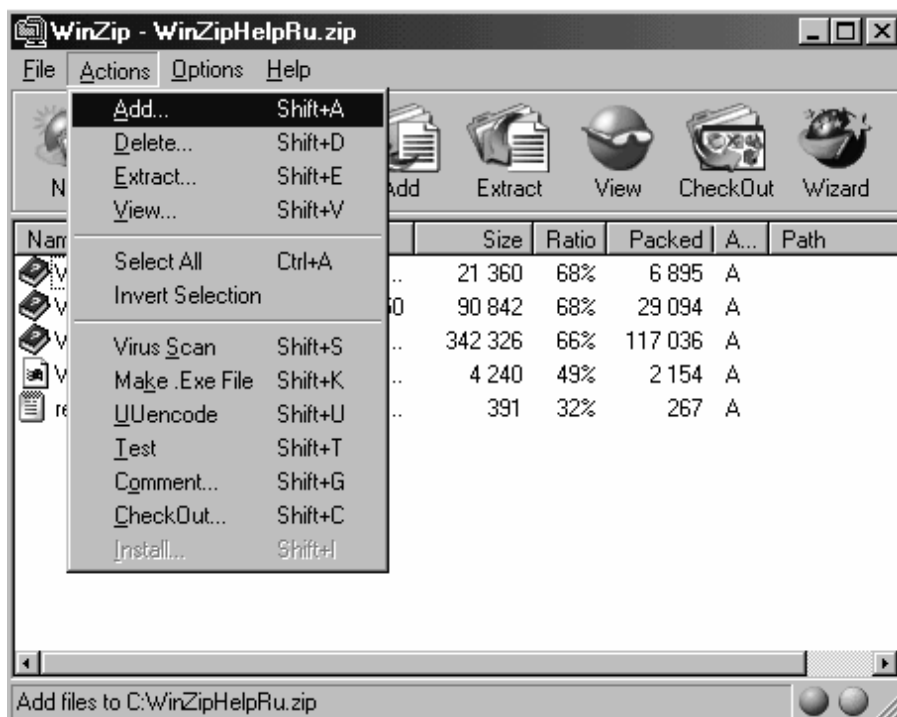 WinZip - WinZipHelpRu.zip
File Actions Options Help
Add... Shift+A
Delete... Shift+D
Extract... Shift+E
View... Shift+V
Select All Ctrl+A
Invert Selection
Virus Scan Shift+S
Make .Exe File Shift+K
UUencode Shift+U
Test Shift+T
Comment... Shift+G
CheckOut... Shift+C
Install... Shift+I
Extract View CheckOut Wizard
Size Ratio Packed A... Path
21 360 68% 6 895 A
90 842 68% 29 094 A
342 326 66% 117 036 A
4 240 49% 2 154 A
391 32% 267 A
Add files to C:\WinZipHelpRu.zip